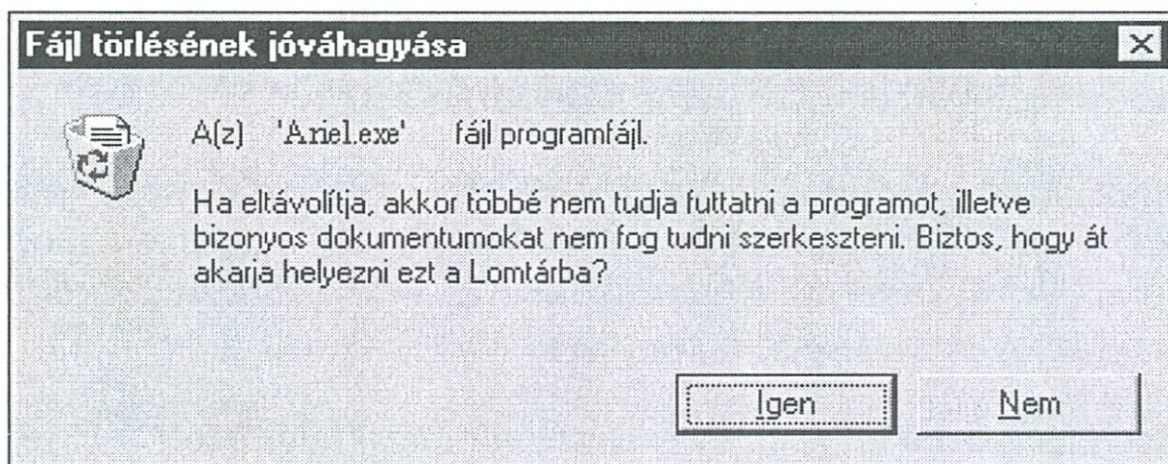 Fájl törlésének jóváhagyása
A(z) 'Ariel.exe' fájl programfájl.
Ha eltávolítja, akkor többé nem tudja futtatni a programot, illetve
bizonyos dokumentumokat nem fog tudni szerkeszteni. Biztos, hogy át
akarja helyezni ezt a Lomtárba?
Igen Nem